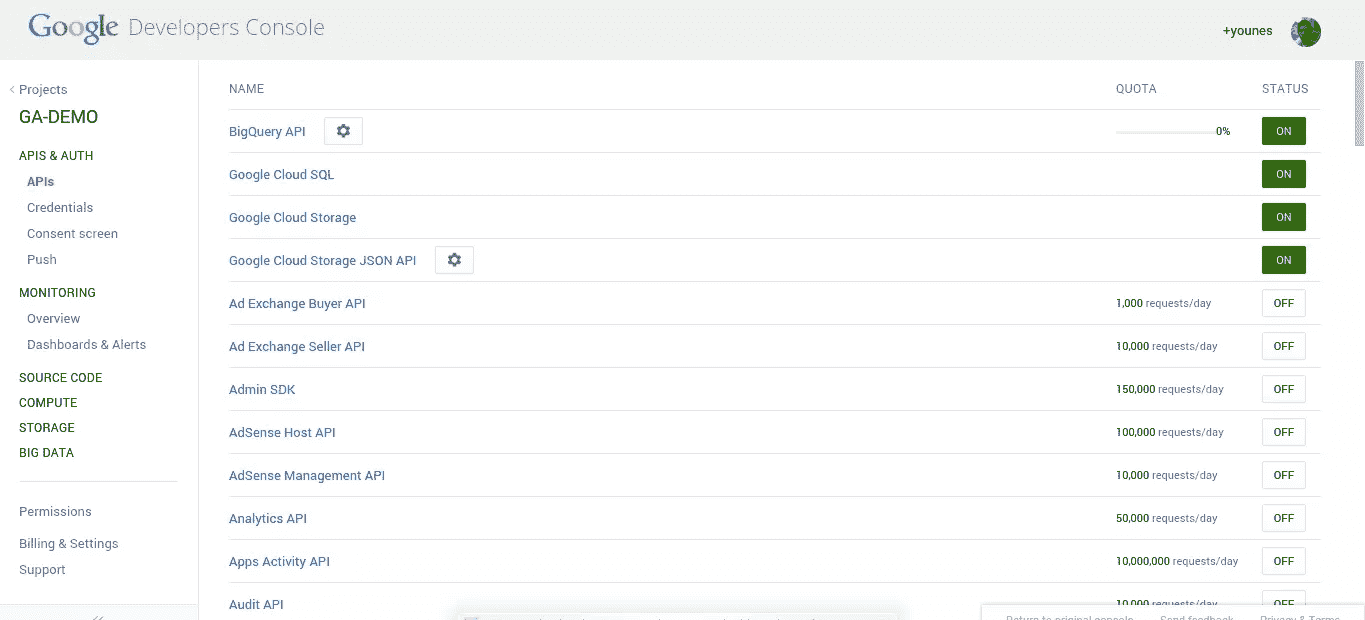 Google Developers Console
+younes
Projects
GA-DEMO
APIS & AUTH
APIs
Credentials
Consent screen
Push
MONITORING
Overview
Dashboards & Alerts
SOURCE CODE
COMPUTE
STORAGE
BIG DATA
Permissions
Billing & Settings
Support
NAME QUOTA STATUS
BigQuery API 0% ON
Google Cloud SQL ON
Google Cloud Storage ON
Google Cloud Storage JSON API ON
Ad Exchange Buyer API 1,000 requests/day OFF
Ad Exchange Seller API 10,000 requests/day OFF
Admin SDK 150,000 requests/day OFF
AdSense Host API 100,000 requests/day OFF
AdSense Management API 10,000 requests/day OFF
Analytics API 50,000 requests/day OFF
Apps Activity API 10,000,000 requests/day OFF
Audit API 10,000 requests/day OFF
Return to original console Send feedback Privacy & Terms